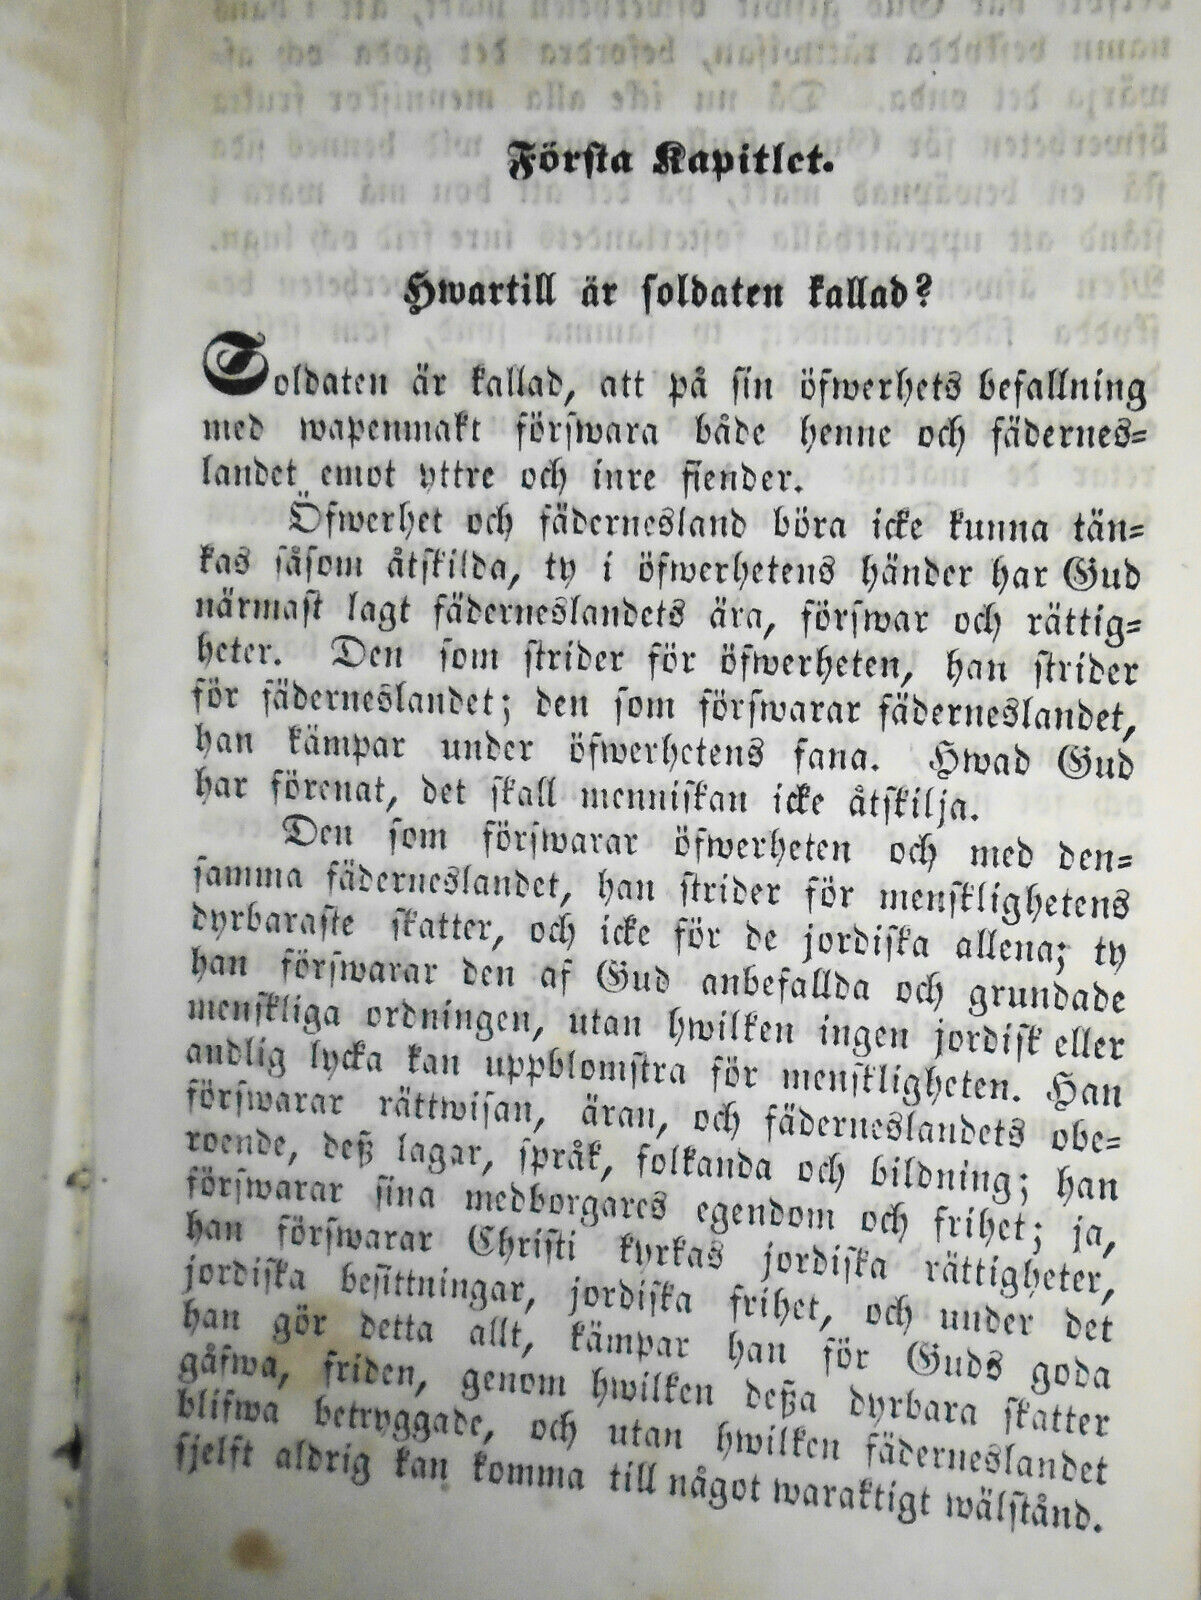 Första Kapitlet.
Hwartill är soldaten kallad?
Soldaten är kallad, att på sin öfwerhets befallning
med wapenmakt förswara både henne och fädernes=
landet emot yttre och inre fiender.
Öfwerhet och fädernesland böra icke kunna tän=
kas såsom åtskilda, ty i öfwerhetens händer har Gud
närmast lagt fäderneslandets ära, förswar och rättig=
heter. Den som strider för öfwerheten, han strider
för fäderneslandet; den som förswarar fäderneslandet,
han kämpar under öfwerhetens fana. Hwad Gud
har förenat, det skall menniskan icke åtskilja.
Den som förswarar öfwerheten och med den=
samma fäderneslandet, han strider för mensklighetens
dyrbaraste skatter, och icke för de jordiska allena; ty
han förswarar den af Gud anbefallda och grundade
menskliga ordningen, utan hwilken ingen jordisk eller
andlig lycka kan uppblomstra för menskligheten. Han
förswarar rättwisan, äran, och fäderneslandets obe=
roende, deß lagar, språk, folkanda och bildning; han
förswarar sina medborgares egendom och frihet; ja,
han förswarar Christi kyrkas jordiska rättigheter,
jordiska besittningar, jordiska frihet, och under det
han gör detta allt, kämpar han för Guds goda
gåfwa, friden, genom hwilken deßa dyrbara skatter
blifwa betryggade, och utan hwilken fäderneslandet
sjelft aldrig kan komma till något waraktigt wälstånd.